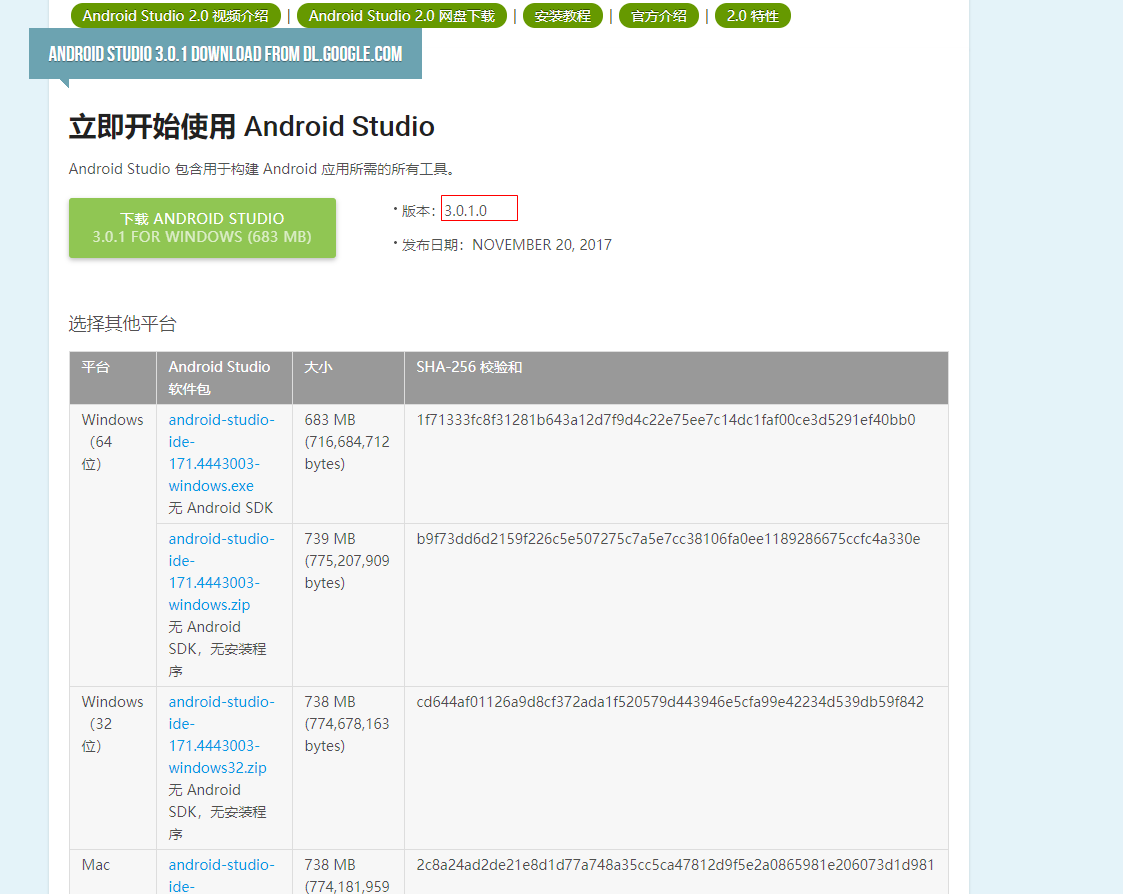 Android Studio 2.0 视频介绍 | Android Studio 2.0 网盘下载 | 安装教程 | 官方介绍 | 2.0 特性
ANDROID STUDIO 3.0.1 DOWNLOAD FROM DL.GOOGLE.COM
立即开始使用 Android Studio
Android Studio 包含用于构建 Android 应用所需的所有工具。
下载 ANDROID STUDIO
3.0.1 FOR WINDOWS (683 MB)
• 版本：3.0.1.0
• 发布日期：NOVEMBER 20, 2017
选择其他平台
平台
Android Studio
软件包
大小
SHA-256 校验和
Windows
（64
位）
android-studio-
ide-
171.4443003-
windows.exe
无 Android SDK
683 MB
(716,684,712
bytes)
1f71333fc8f31281b643a12d7f9d4c22e75ee7c14dc1faf00ce3d5291ef40bb0
android-studio-
ide-
171.4443003-
windows.zip
无 Android
SDK，无安装程
序
739 MB
(775,207,909
bytes)
b9f73dd6d2159f226c5e507275c7a5e7cc38106fa0ee1189286675ccfc4a330e
Windows
（32
位）
android-studio-
ide-
171.4443003-
windows32.zip
无 Android
SDK，无安装程
序
738 MB
(774,678,163
bytes)
cd644af01126a9d8cf372ada1f520579d443946e5cfa99e42234d539db59f842
Mac
android-studio-
ide-
738 MB
(774,181,959
2c8a24ad2de21e8d1d77a748a35cc5ca47812d9f5e2a0865981e206073d1d981